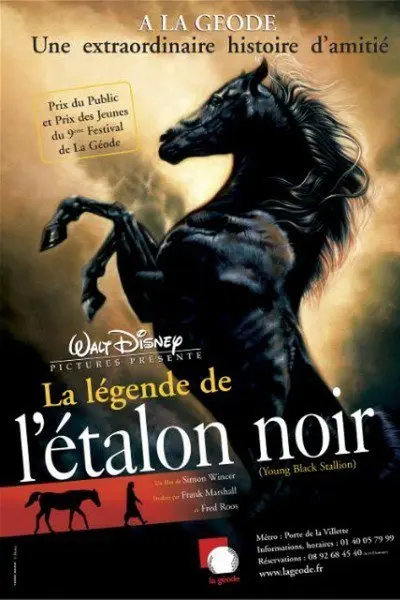 A LA GEODE
Une extraordinaire histoire d'amitié
Prix du Public
et Prix des Jeunes
du 9ème Festival
de La Géode
WALT DISNEY
PICTURES PRÉSENTE
La légende de
l'étalon noir
(Young Black Stallion)
Un film de Simon Wincer
Produit par Frank Marshall
et Fred Roos
la géode
Métro : Porte de la Villette
Informations, horaires : 01 40 05 79 99
Réservations : 08 92 68 45 40
www.lageode.fr